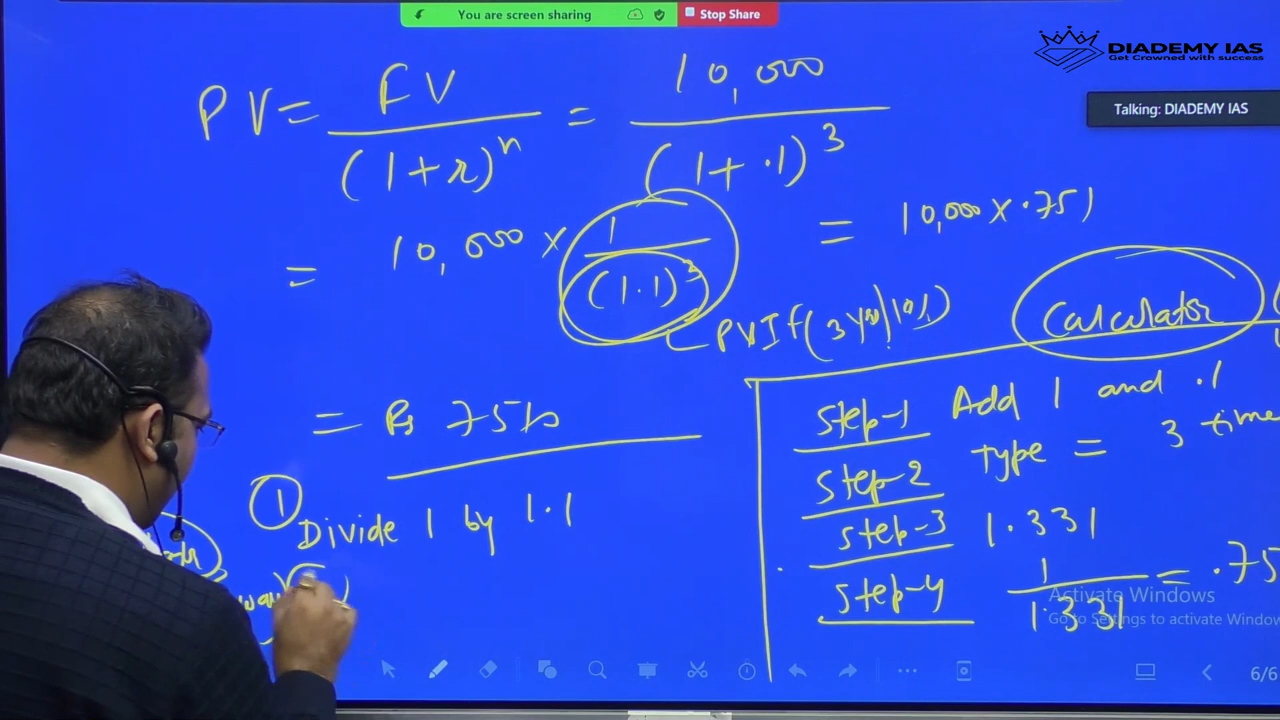 You are screen sharing
Stop Share
DIADEMY IAS
Get Crowned with success
Talking: DIADEMY IAS
PV = FV / (1+r)^n = 10,000 / (1+.1)^3
= 10,000 × 1 / (1.1)^3 = 10,000 × .751
PVIf (3 yrs, 10%)
Calculator
= Rs 7510
Step-1 Add 1 and .1
Step-2 Type = 3 time
Step-3 1.331
Step-4 1 / 1.331 = .75
① Divide 1 by 1.1
Activate Windows
Go to Settings to activate Windows
6/6